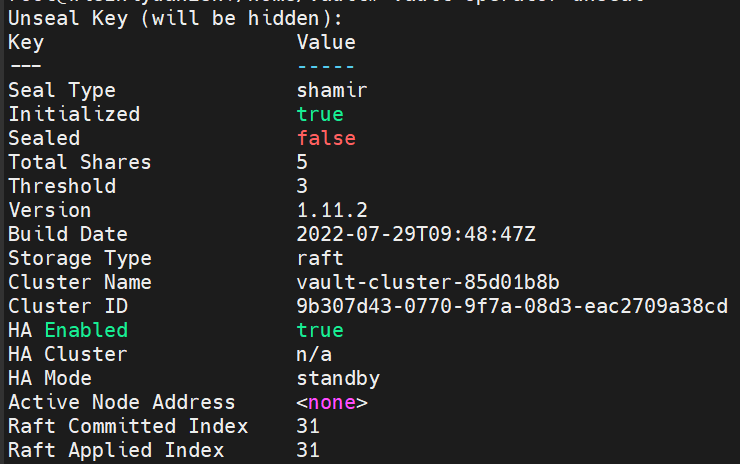 Unseal Key (will be hidden):
Key Value
--- -----
Seal Type shamir
Initialized true
Sealed false
Total Shares 5
Threshold 3
Version 1.11.2
Build Date 2022-07-29T09:48:47Z
Storage Type raft
Cluster Name vault-cluster-85d01b8b
Cluster ID 9b307d43-0770-9f7a-08d3-eac2709a38cd
HA Enabled true
HA Cluster n/a
HA Mode standby
Active Node Address <none>
Raft Committed Index 31
Raft Applied Index 31